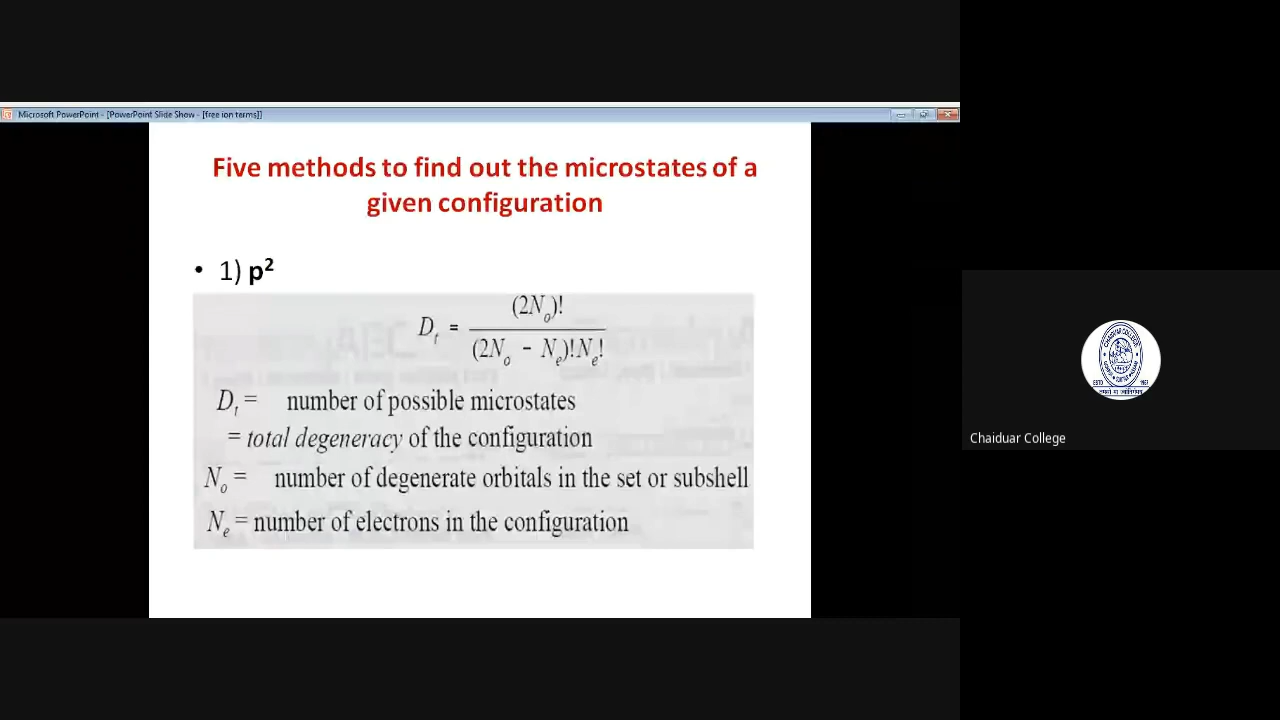 Microsoft PowerPoint - [PowerPoint Slide Show - [free ion terms]]
Five methods to find out the microstates of a
given configuration
• 1) p²
Dₜ = (2Nₒ)! / (2Nₒ - Nₑ)!Nₑ!
Dₜ = number of possible microstates
= total degeneracy of the configuration
Nₒ = number of degenerate orbitals in the set or subshell
Nₑ = number of electrons in the configuration
Chaiduar College